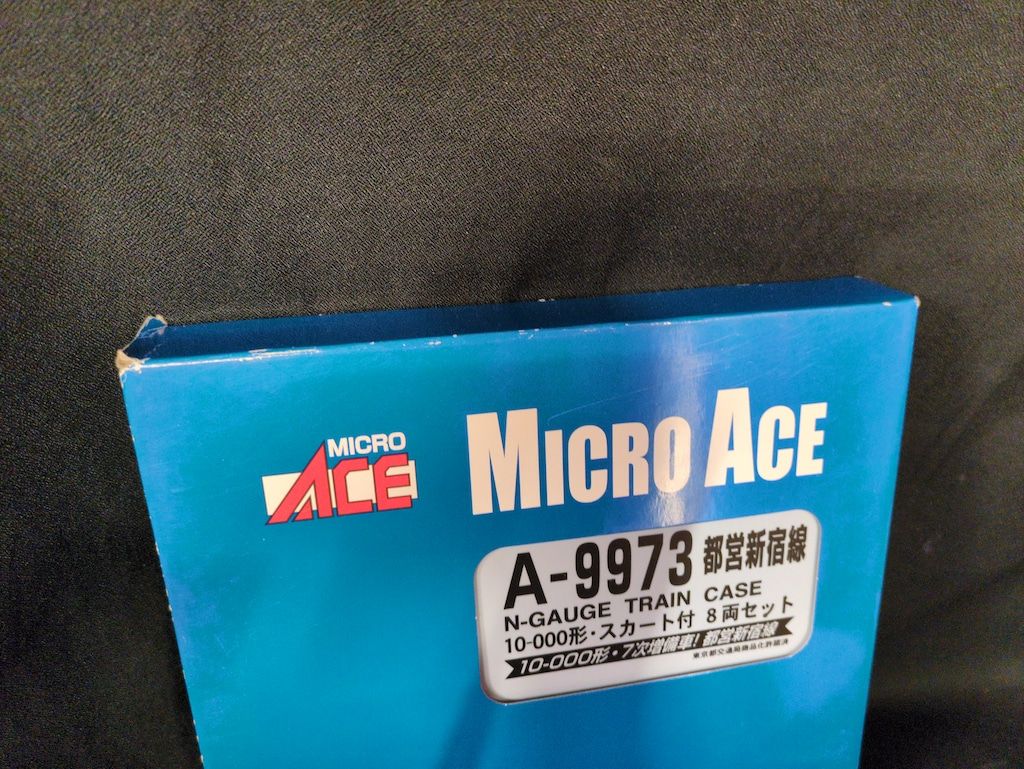 MICRO
ACE
MICRO ACE
A-9973 都営新宿線
N-GAUGE TRAIN CASE
10-000形・スカート付 8両セット
10-000形・7次増備車! 都営新宿線
東京都交通局商品化許諾済